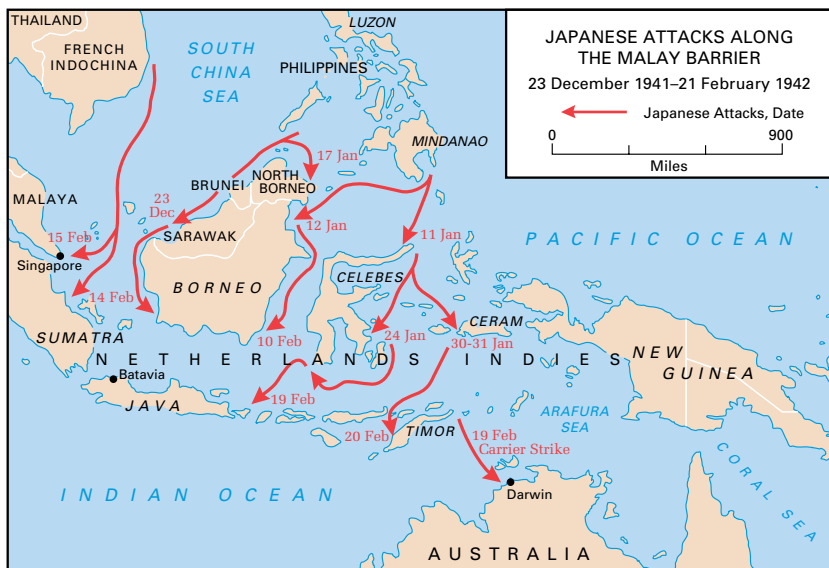 THAILAND
FRENCH
INDOCHINA
SOUTH
CHINA
SEA
LUZON
PHILIPPINES
MINDANAO
JAPANESE ATTACKS ALONG
THE MALAY BARRIER
23 December 1941–21 February 1942
Japanese Attacks, Date
0 900
Miles
17 Jan
NORTH
BORNEO
BRUNEI
MALAYA
23
Dec
SARAWAK
12 Jan
11 Jan
15 Feb
Singapore
PACIFIC OCEAN
CELEBES
BORNEO
14 Feb
SUMATRA
10 Feb
24 Jan
CERAM
30-31 Jan
NETHERLANDS INDIES
NEW
GUINEA
Batavia
JAVA
19 Feb
20 Feb
TIMOR
ARAFURA
SEA
19 Feb
Carrier Strike
Darwin
CORAL SEA
INDIAN OCEAN
AUSTRALIA